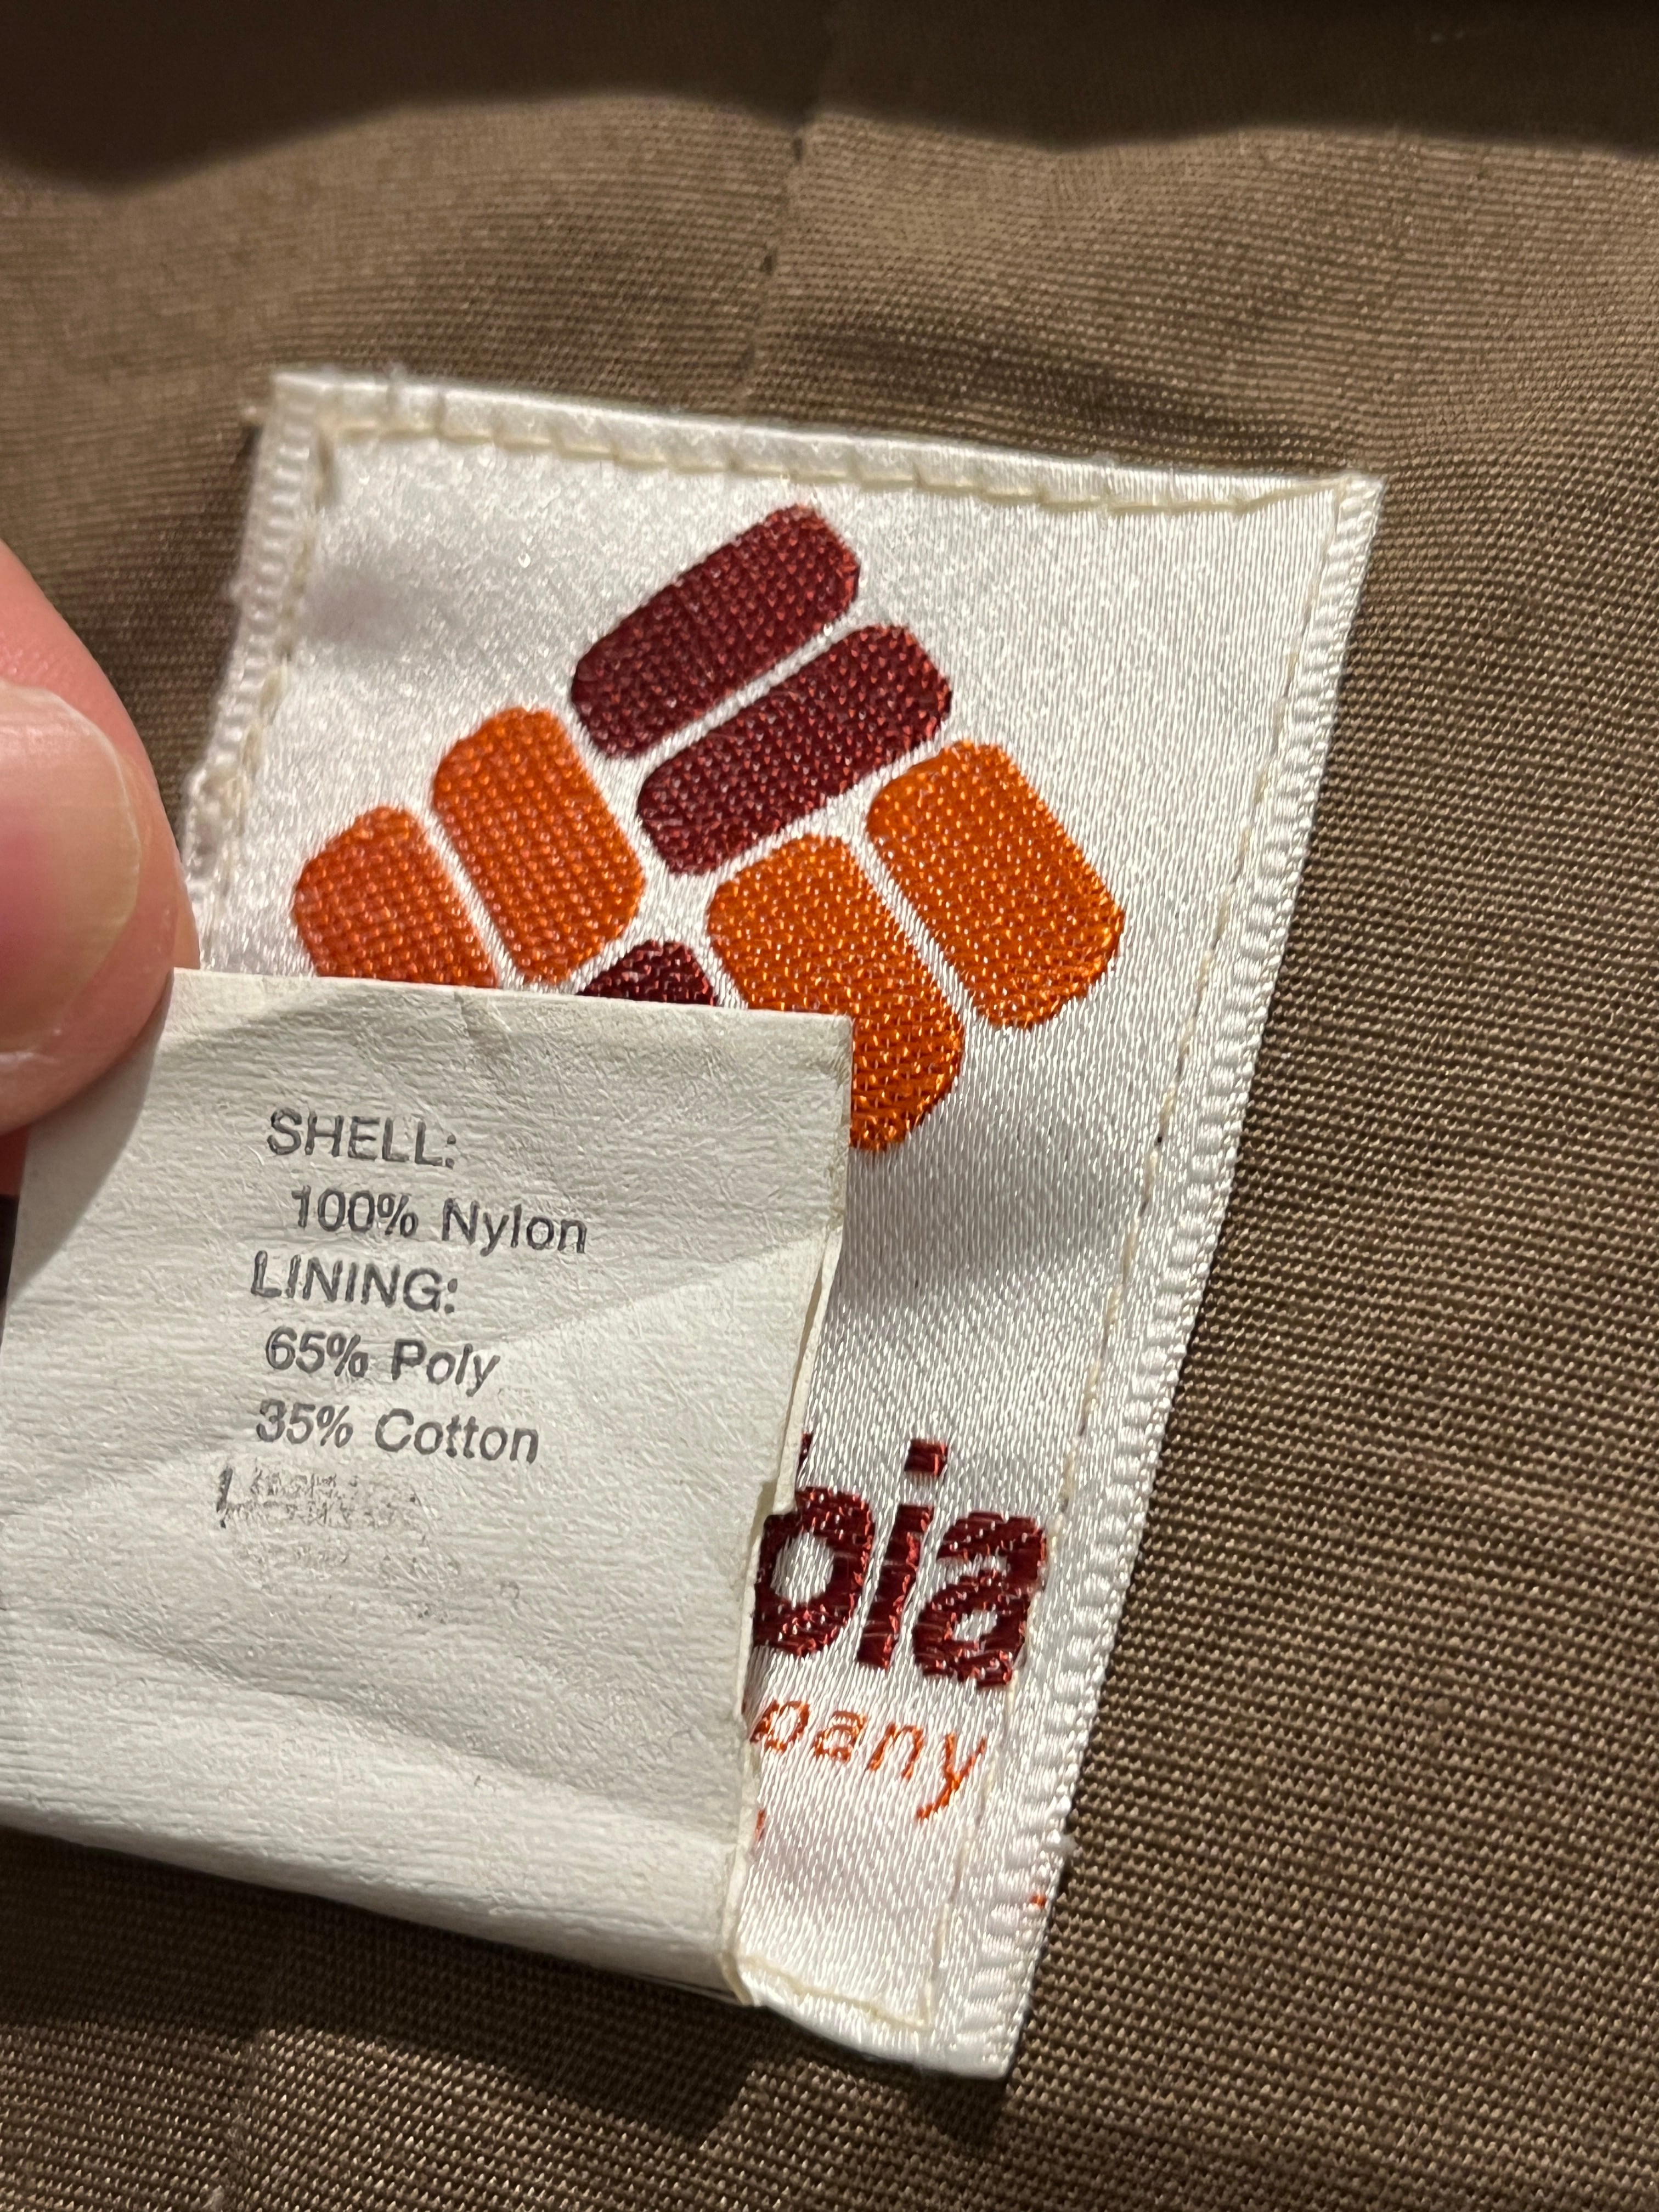 SHELL:
100% Nylon
LINING:
65% Poly
35% Cotton
bia
pany